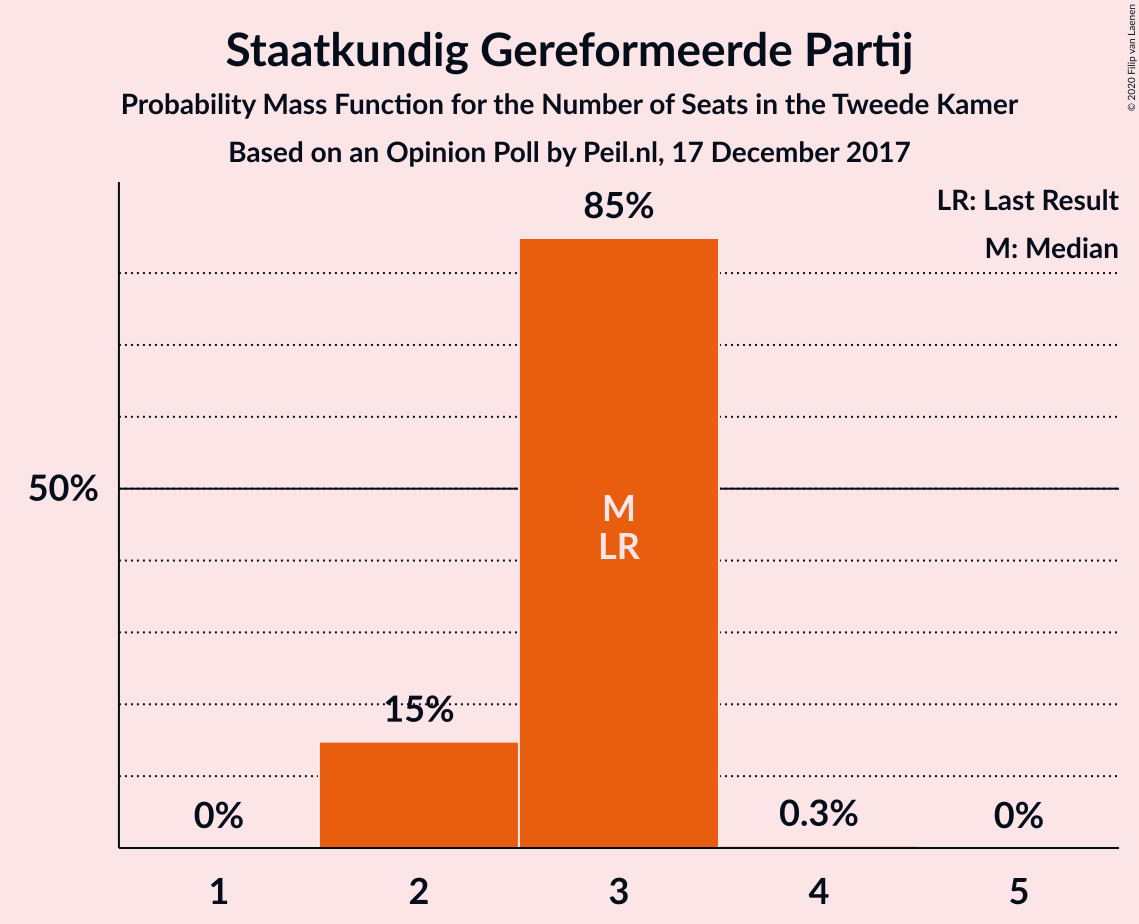 Staatkundig Gereformeerde Partij
Probability Mass Function for the Number of Seats in the Tweede Kamer
Based on an Opinion Poll by Peil.nl, 17 December 2017
© 2020 Filip van Laenen
LR: Last Result
M: Median
85%
50%
M
LR
15%
0%
0.3%
0%
1
2
3
4
5